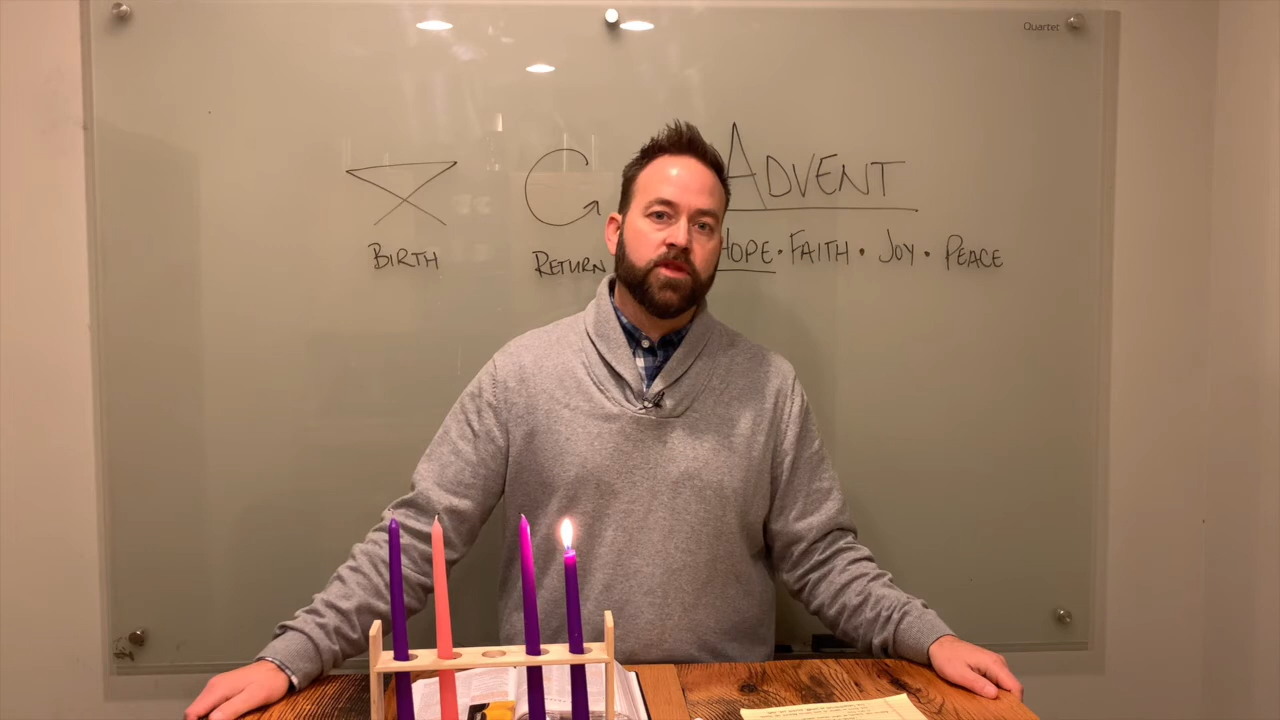 Quartet
ADVENT
HOPE • FAITH • JOY • PEACE
BIRTH
RETURN